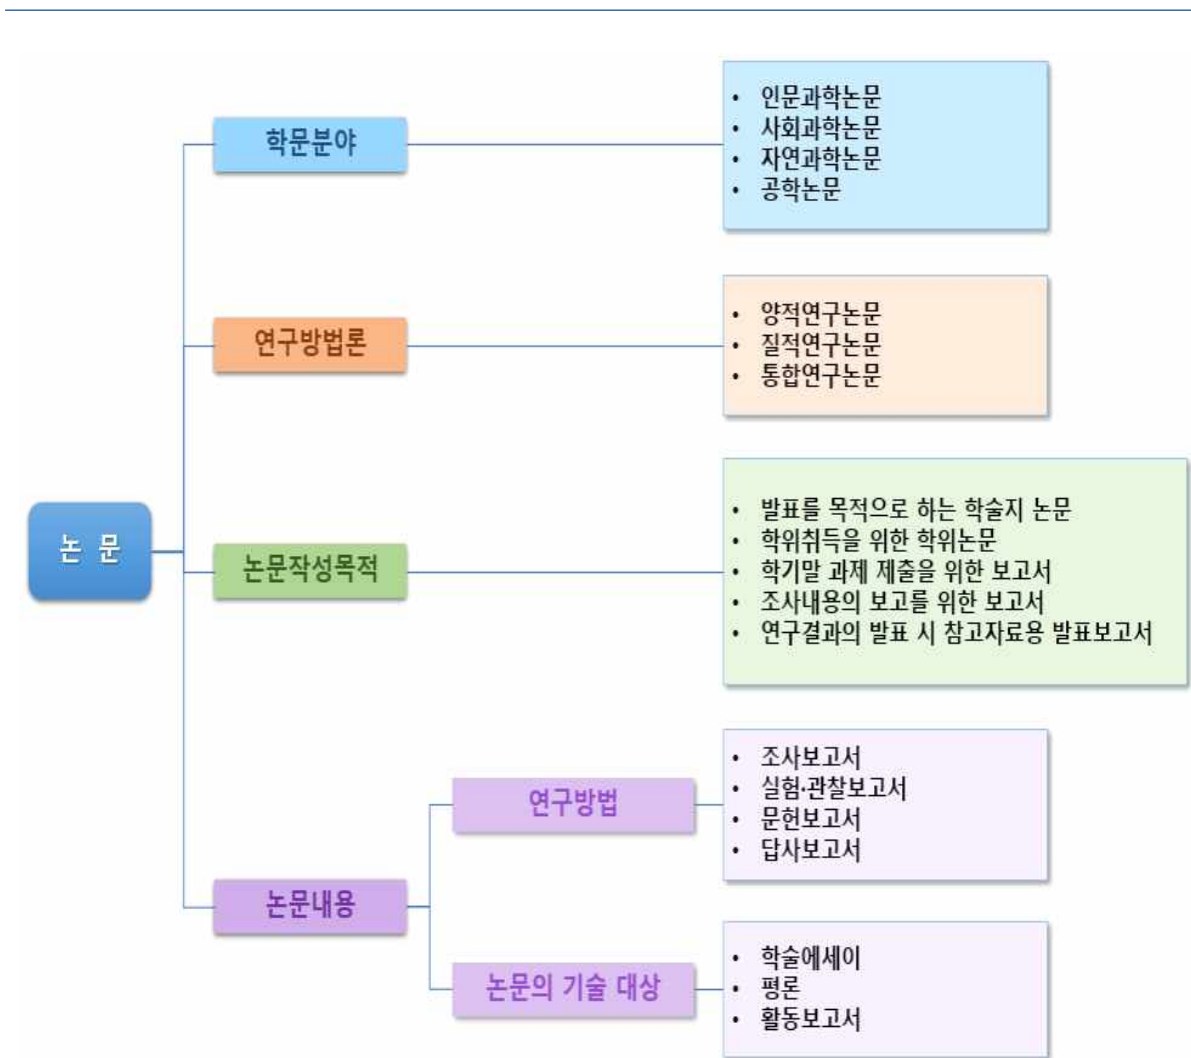 논 문
학문분야
• 인문과학논문
• 사회과학논문
• 자연과학논문
• 공학논문
연구방법론
• 양적연구논문
• 질적연구논문
• 통합연구논문
논문작성목적
• 발표를 목적으로 하는 학술지 논문
• 학위취득을 위한 학위논문
• 학기말 과제 제출을 위한 보고서
• 조사내용의 보고를 위한 보고서
• 연구결과의 발표 시 참고자료용 발표보고서
논문내용
연구방법
• 조사보고서
• 실험·관찰보고서
• 문헌보고서
• 답사보고서
논문의 기술 대상
• 학술에세이
• 평론
• 활동보고서